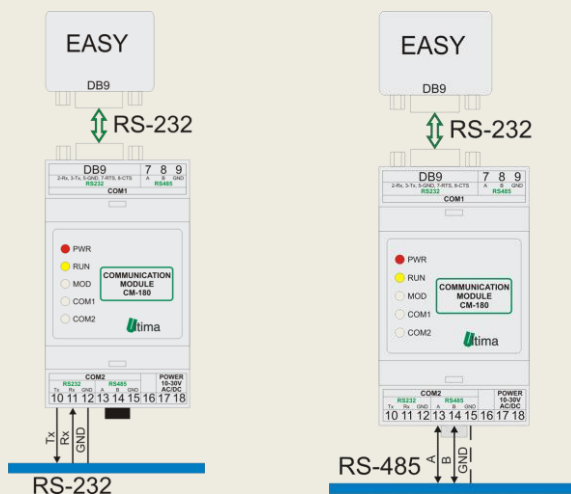 EASY
DB9
RS-232
DB9 7 8 9
2-Rx, 3-Tx, 5-GND, 7-RTS, 8-CTS A B GND
RS232 RS485
COM1
PWR
RUN
MOD
COM1
COM2
COMMUNICATION
MODULE
CM-180
Utima
COM2 POWER
RS232 RS485 10-30V
Tx Rx GND A B GND AC/DC
10 11 12 13 14 15 16 17 18
Tx
Rx
GND
RS-232
EASY
DB9
RS-232
DB9 7 8 9
2-Rx, 3-Tx, 5-GND, 7-RTS, 8-CTS A B GND
RS232 RS485
COM1
PWR
RUN
MOD
COM1
COM2
COMMUNICATION
MODULE
CM-180
Utima
COM2 POWER
RS232 RS485 10-30V
Tx Rx GND A B GND AC/DC
10 11 12 13 14 15 16 17 18
A
B
GND
RS-485